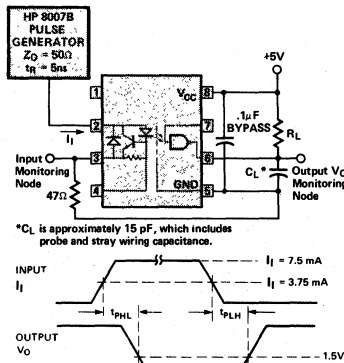 HP 8007B
PULSE
GENERATOR
Z_O = 50Ω
t_R = 5ns
+5V
1
V_CC
8
2
7
.1μF
BYPASS
R_L
I_I
Input
Monitoring
Node
3
6
C_L*
Output V_O
Monitoring
Node
47Ω
4
GND
5
*C_L is approximately 15 pF, which includes
probe and stray wiring capacitance.
INPUT
I_I
I_I = 7.5 mA
I_I = 3.75 mA
t_PHL
t_PLH
OUTPUT
V_O
1.5V